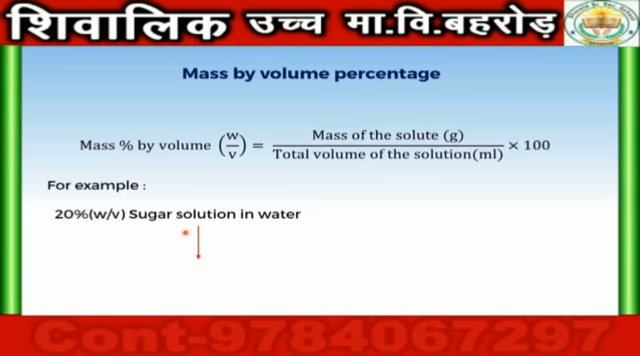 शिवालिक उच्च मा.वि.बहरोड़
Mass by volume percentage
Mass % by volume (w/v) = Mass of the solute (g) / Total volume of the solution(ml) × 100
For example :
20%(w/v) Sugar solution in water
Cont-9784067297